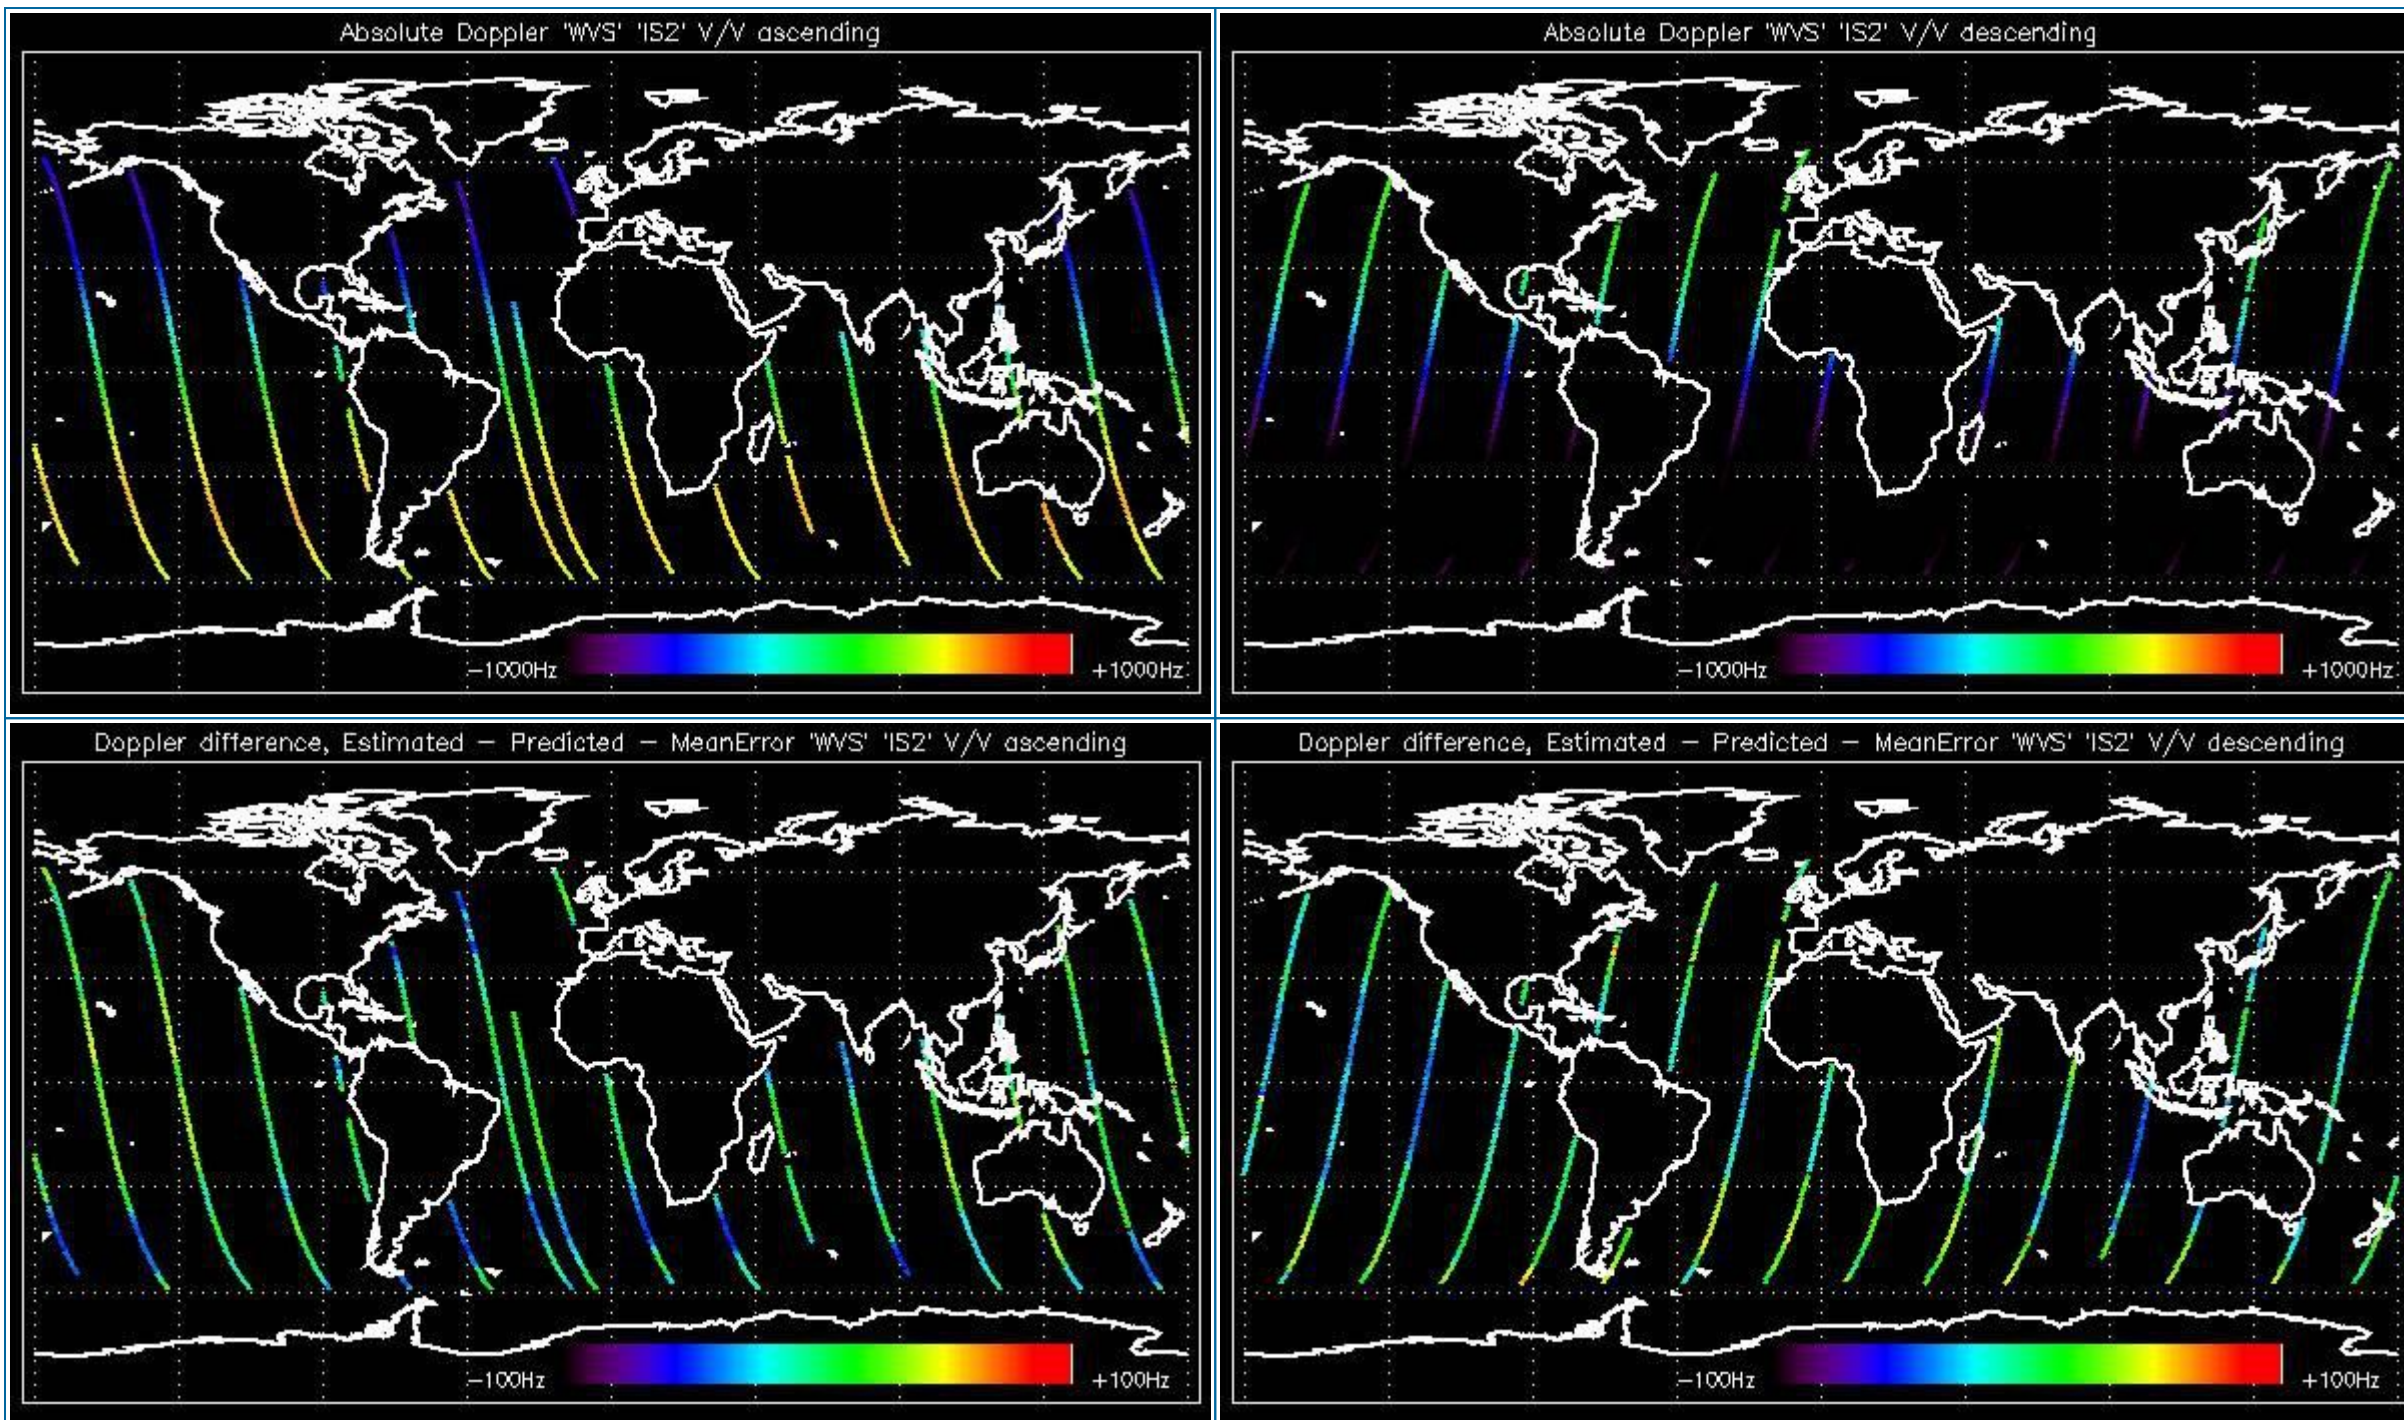 Absolute Doppler 'WVS' 'IS2' V/V ascending
-1000Hz
+1000Hz
Absolute Doppler 'WVS' 'IS2' V/V descending
-1000Hz
+1000Hz
Doppler difference, Estimated - Predicted - MeanError 'WVS' 'IS2' V/V ascending
-100Hz
+100Hz
Doppler difference, Estimated - Predicted - MeanError 'WVS' 'IS2' V/V descending
-100Hz
+100Hz